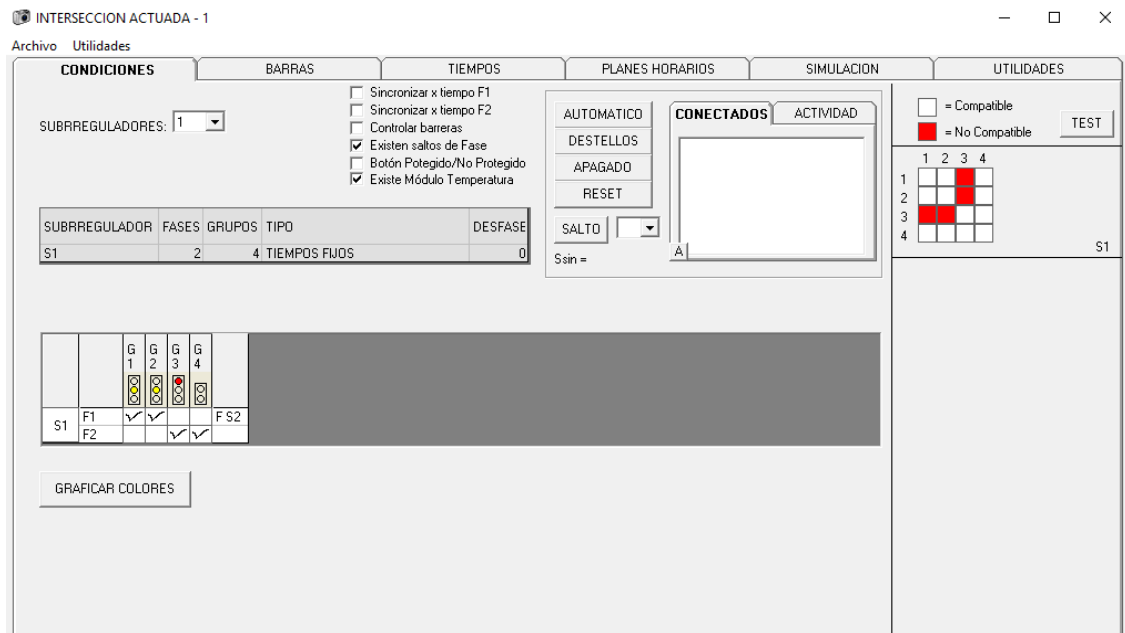 INTERSECCION ACTUADA - 1
Archivo Utilidades
CONDICIONES BARRAS TIEMPOS PLANES HORARIOS SIMULACION UTILIDADES
SUBRREGULADORES: 1
Sincronizar x tiempo F1
Sincronizar x tiempo F2
Controlar barreras
Existen saltos de Fase
Botón Potegido/No Protegido
Existe Módulo Temperatura
SUBRREGULADOR FASES GRUPOS TIPO DESFASE
S1 2 4 TIEMPOS FIJOS 0
AUTOMATICO
DESTELLOS
APAGADO
RESET
SALTO
Ssin =
CONECTADOS ACTIVIDAD
A
= Compatible
= No Compatible
TEST
1 2 3 4
1
2
3
4
S1
G G G G
1 2 3 4
S1 F1 F S2
F2
GRAFICAR COLORES